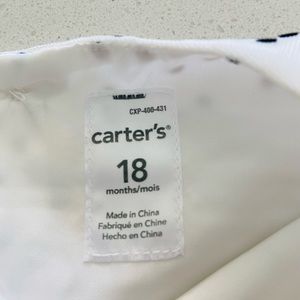 CXP-400-431
carter's®
18
months/mois
Made in China
Fabriqué en Chine
Hecho en China